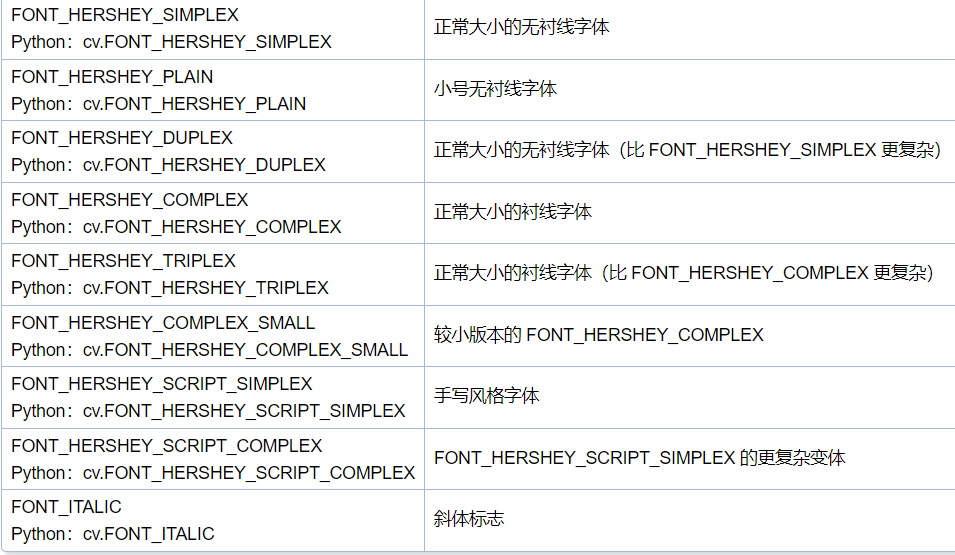 FONT_HERSHEY_SIMPLEX
Python：cv.FONT_HERSHEY_SIMPLEX
正常大小的无衬线字体
FONT_HERSHEY_PLAIN
Python：cv.FONT_HERSHEY_PLAIN
小号无衬线字体
FONT_HERSHEY_DUPLEX
Python：cv.FONT_HERSHEY_DUPLEX
正常大小的无衬线字体（比 FONT_HERSHEY_SIMPLEX 更复杂）
FONT_HERSHEY_COMPLEX
Python：cv.FONT_HERSHEY_COMPLEX
正常大小的衬线字体
FONT_HERSHEY_TRIPLEX
Python：cv.FONT_HERSHEY_TRIPLEX
正常大小的衬线字体（比 FONT_HERSHEY_COMPLEX 更复杂）
FONT_HERSHEY_COMPLEX_SMALL
Python：cv.FONT_HERSHEY_COMPLEX_SMALL
较小版本的 FONT_HERSHEY_COMPLEX
FONT_HERSHEY_SCRIPT_SIMPLEX
Python：cv.FONT_HERSHEY_SCRIPT_SIMPLEX
手写风格字体
FONT_HERSHEY_SCRIPT_COMPLEX
Python：cv.FONT_HERSHEY_SCRIPT_COMPLEX
FONT_HERSHEY_SCRIPT_SIMPLEX 的更复杂变体
FONT_ITALIC
Python：cv.FONT_ITALIC
斜体标志